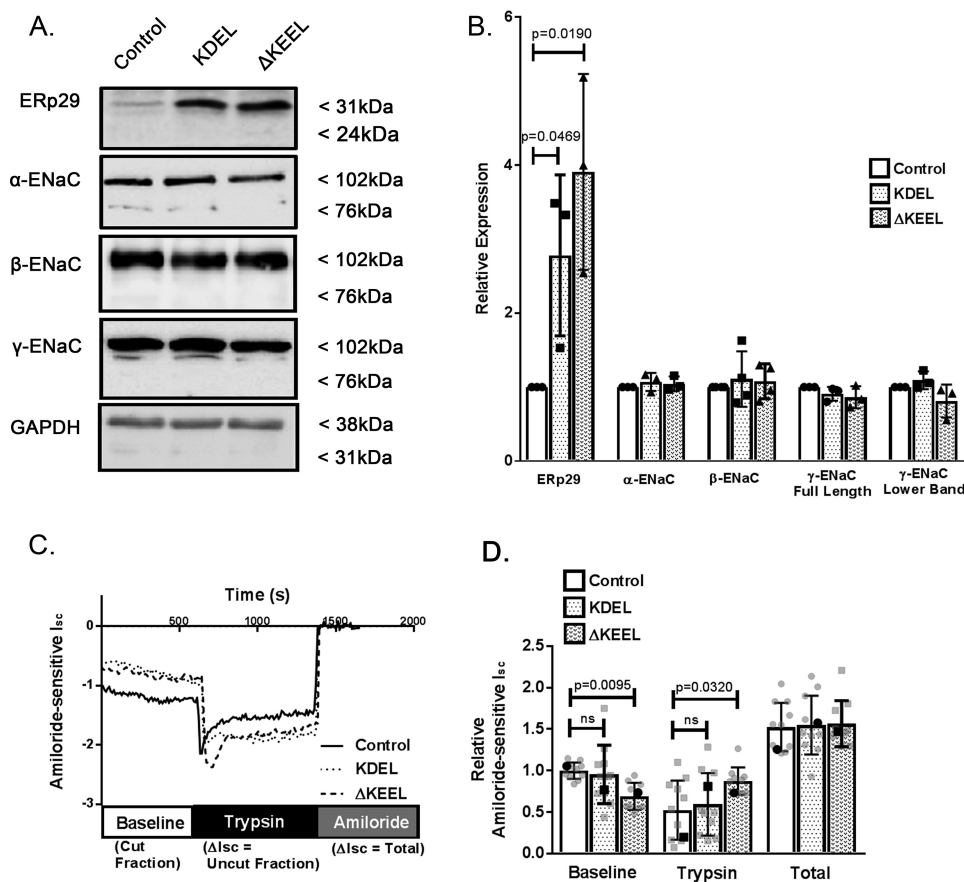 A.
Control KDEL ΔKEEL
ERp29
< 31kDa
< 24kDa
α-ENaC
< 102kDa
< 76kDa
β-ENaC
< 102kDa
< 76kDa
γ-ENaC
< 102kDa
< 76kDa
GAPDH
< 38kDa
< 31kDa
B.
Relative Expression
6
4
2
0
p=0.0190
p=0.0469
Control
KDEL
ΔKEEL
ERp29
α-ENaC
β-ENaC
γ-ENaC
Full Length
γ-ENaC
Lower Band
C.
Time (s)
500 1000 1500 2000
Amiloride-sensitive Isc
0
-1
-2
-3
Control
KDEL
ΔKEEL
Baseline Trypsin Amiloride
(Cut
Fraction)
(ΔIsc =
Uncut Fraction)
(ΔIsc = Total)
D.
Control
KDEL
ΔKEEL
Relative
Amiloride-sensitive Isc
2.5
2.0
1.5
1.0
0.5
0.0
p=0.0095
ns
p=0.0320
ns
Baseline Trypsin Total